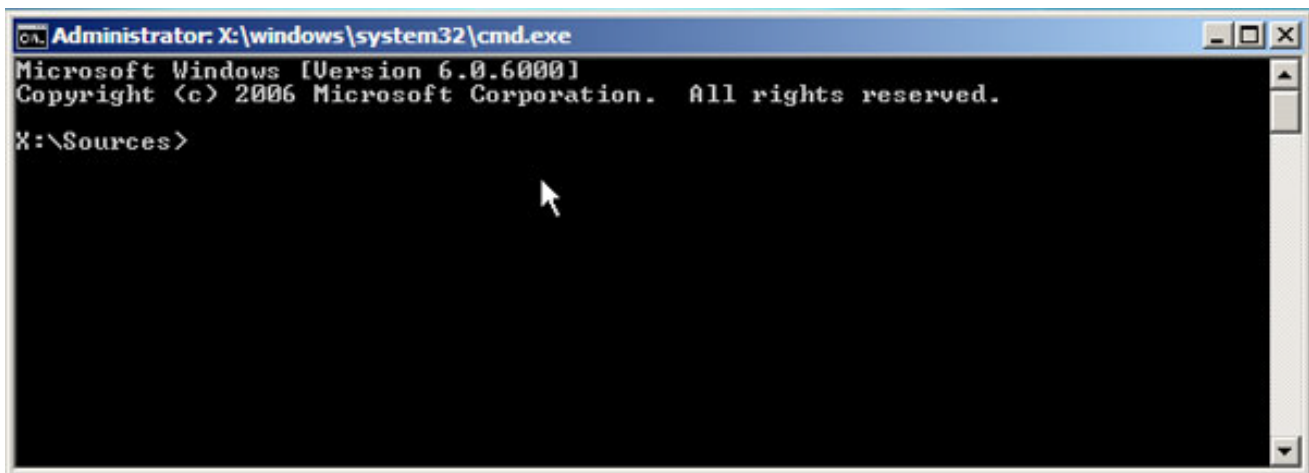 Administrator: X:\windows\system32\cmd.exe
Microsoft Windows [Version 6.0.6000]
Copyright (c) 2006 Microsoft Corporation.  All rights reserved.
X:\Sources>